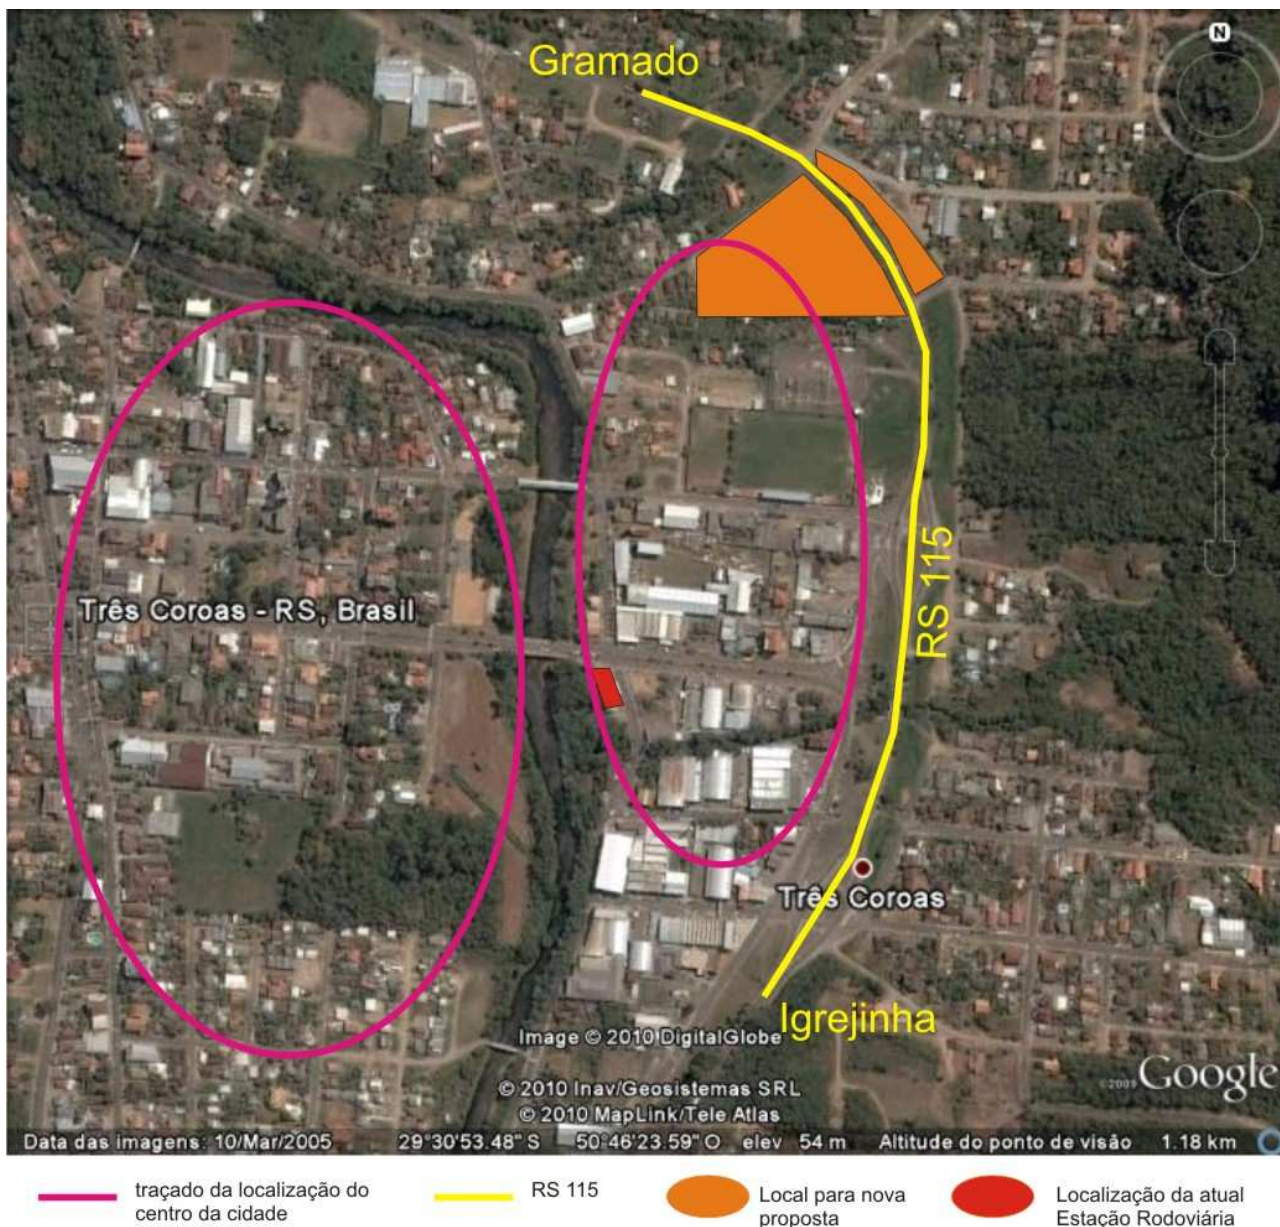 Gramado
N
RS 115
Três Coroas - RS, Brasil
Três Coroas
Igrejinha
Image © 2010 DigitalGlobe
© 2010 Inav/Geosistemas SRL
© 2010 MapLink/Tele Atlas
©2009 Google
Data das imagens: 10/Mar/2005 29°30'53.48" S 50°46'23.59" O elev 54 m Altitude do ponto de visão 1.18 km
traçado da localização do
centro da cidade
RS 115
Local para nova
proposta
Localização da atual
Estação Rodoviária